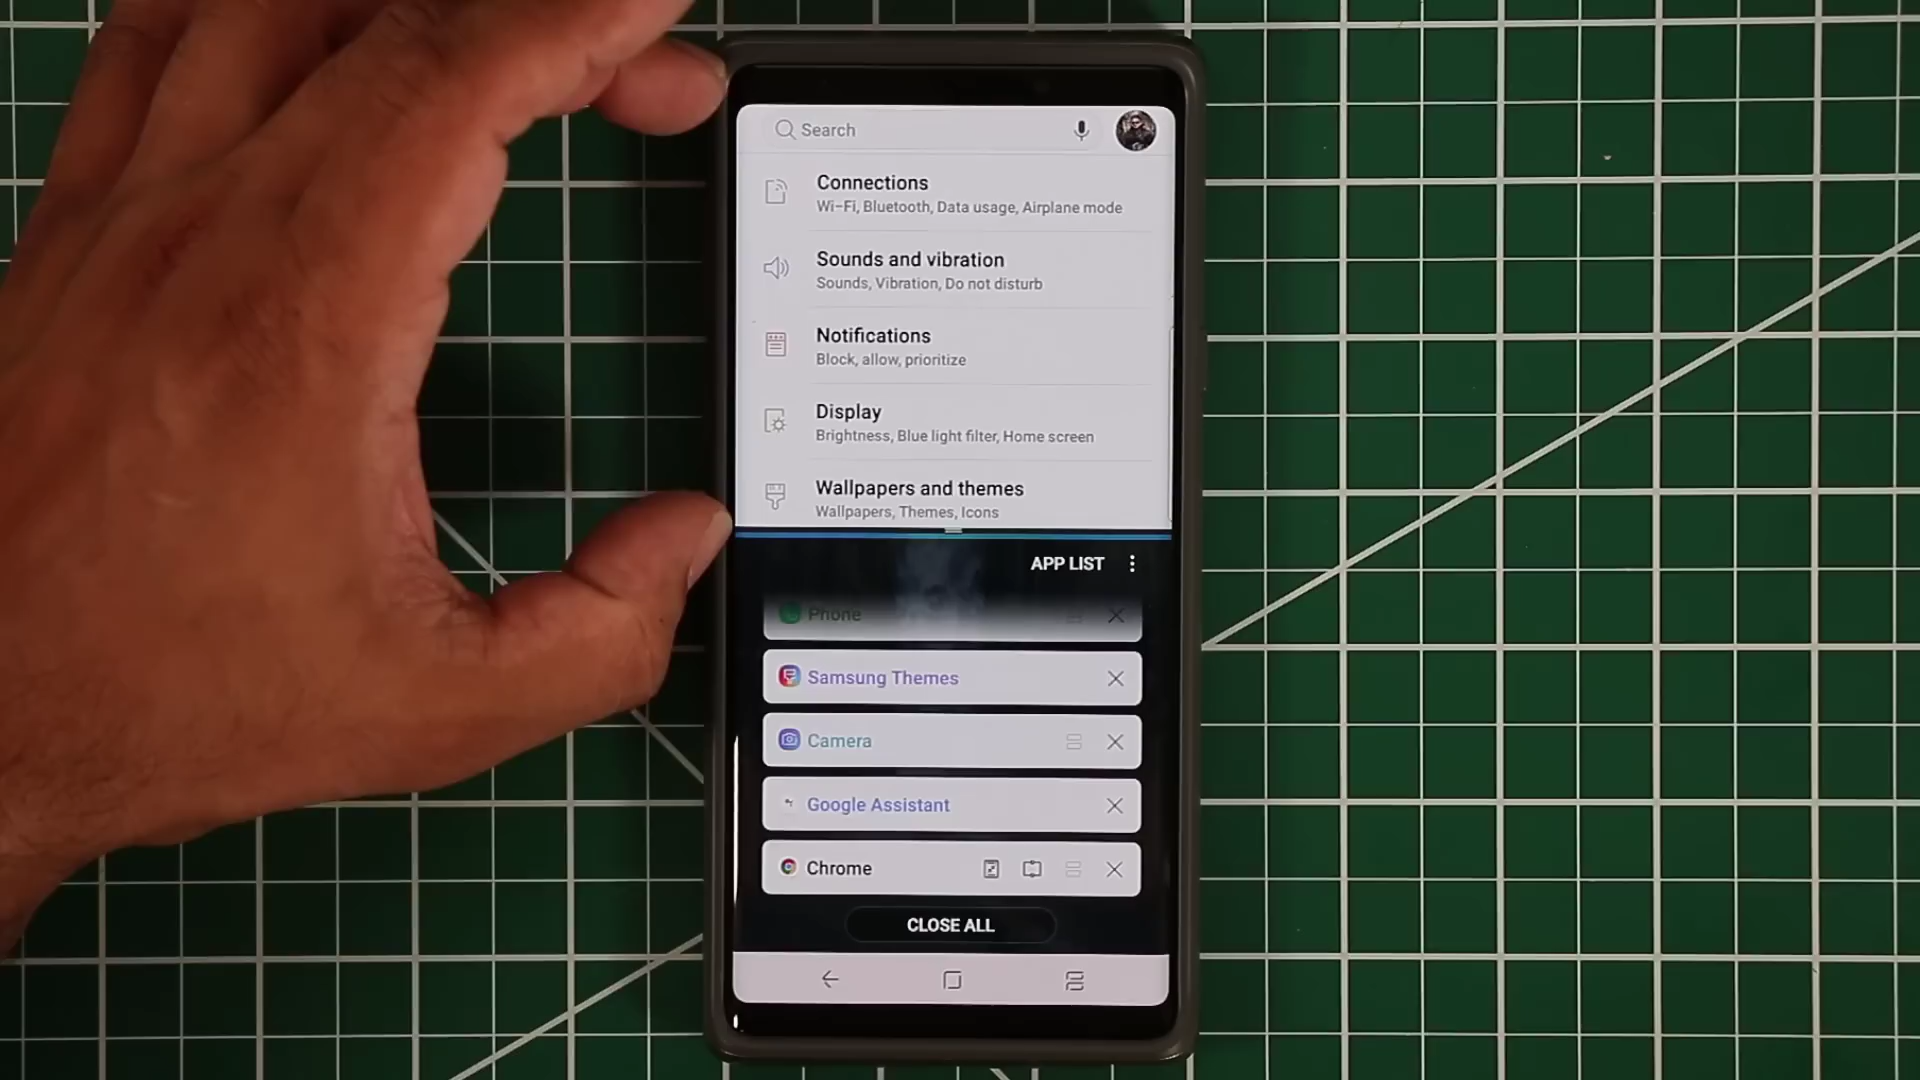 Search
Connections
Wi-Fi, Bluetooth, Data usage, Airplane mode
Sounds and vibration
Sounds, Vibration, Do not disturb
Notifications
Block, allow, prioritize
Display
Brightness, Blue light filter, Home screen
Wallpapers and themes
Wallpapers, Themes, Icons
APP LIST
Phone
Samsung Themes
Camera
Google Assistant
Chrome
CLOSE ALL